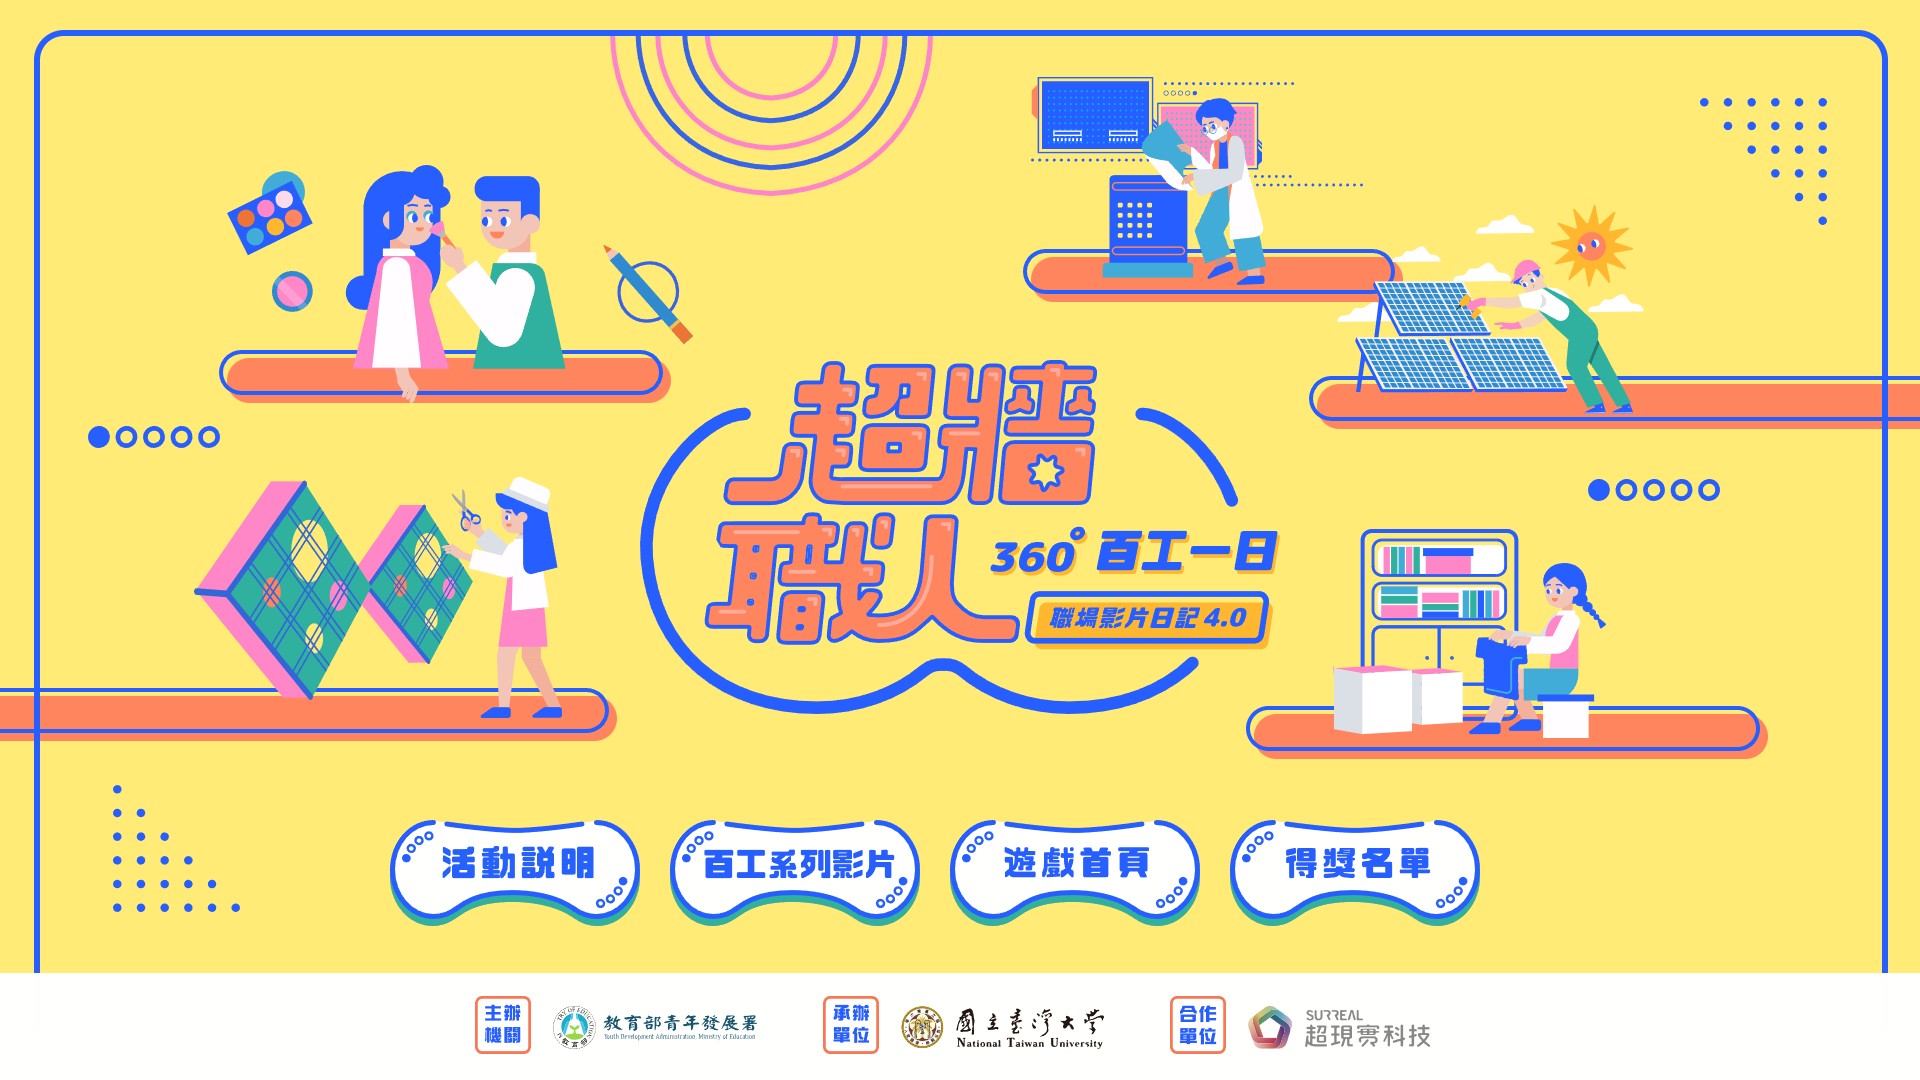 超牆
職人
360°百工一日
職場影片日記 4.0
活動説明
百工系列影片
遊戲首頁
得獎名單
主辦
機關
教育部青年發展署
Youth Development Administration, Ministry of Education
承辦
單位
國立臺灣大學
National Taiwan University
合作
單位
SURREAL
超現實科技